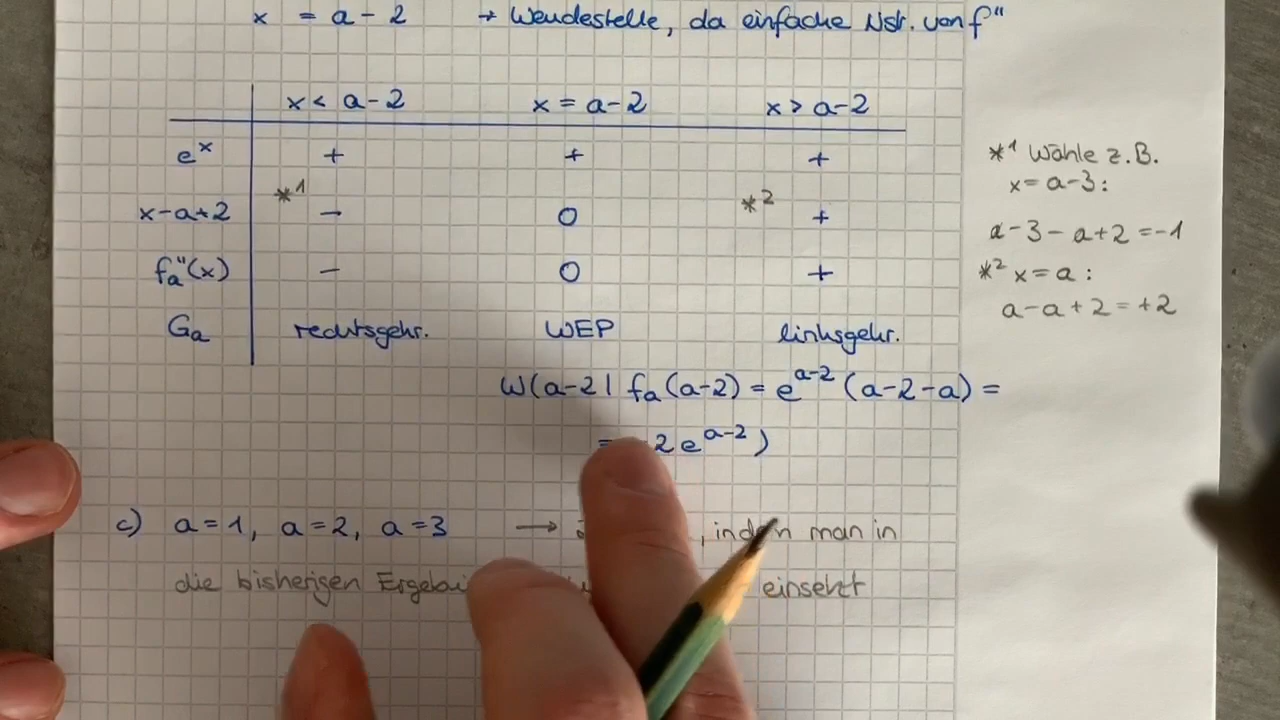 x = a - 2 → Wendestelle, da einfache Nst. von f"
x < a-2 x = a-2 x > a-2
eˣ + + +
x-a+2 *¹ - 0 *² +
fₐ"(x) - 0 +
Gₐ rechtsgekr. WEP linksgekr.
W(a-2 | fₐ(a-2) = eᵃ⁻² (a-2-a) =
= 2eᵃ⁻²)
c) a=1, a=2, a=3 → , indem man in
die bisherigen einsetzt
*¹ Wähle z.B.
x = a-3:
a-3-a+2 = -1
*² x = a:
a-a+2 = +2